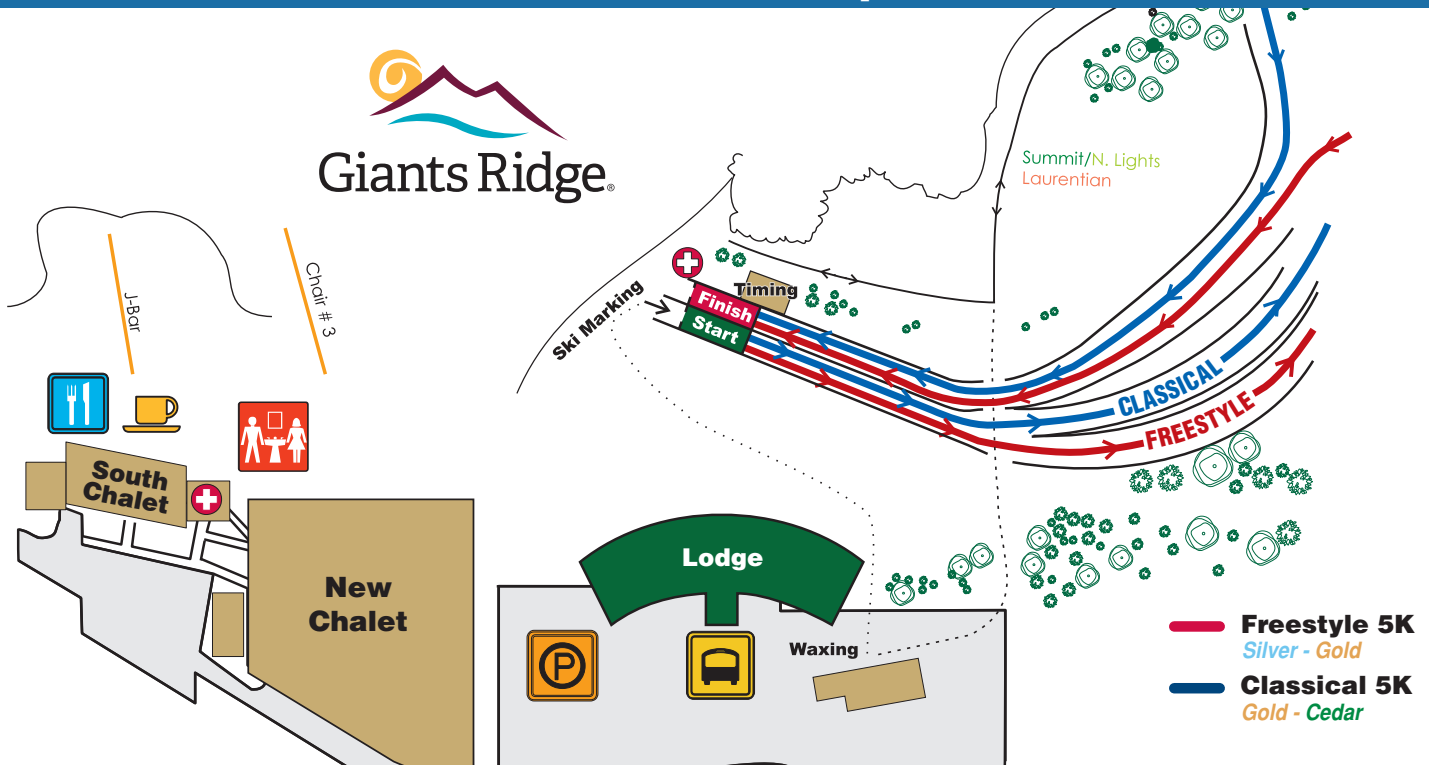 Giants Ridge®
Summit/N. Lights
Laurentian
J-Bar
Chair # 3
Ski Marking
Timing
Finish
Start
CLASSICAL
FREESTYLE
South
Chalet
New
Chalet
Lodge
P
Waxing
Freestyle 5K
Silver - Gold
Classical 5K
Gold - Cedar